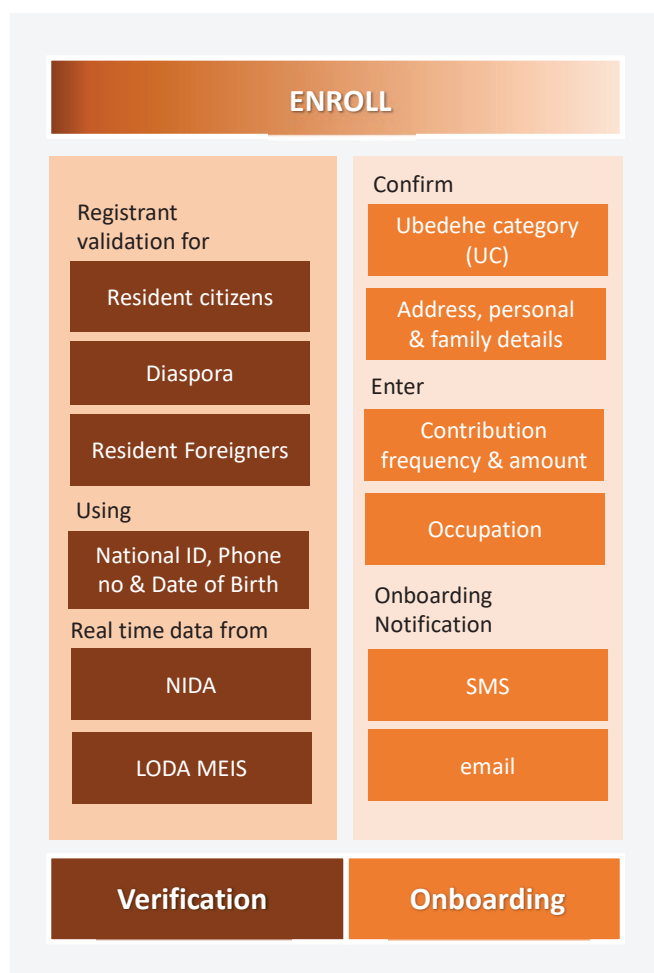 ENROLL
Registrant
validation for
Resident citizens
Diaspora
Resident Foreigners
Using
National ID, Phone
no & Date of Birth
Real time data from
NIDA
LODA MEIS
Verification
Confirm
Ubedehe category
(UC)
Address, personal
& family details
Enter
Contribution
frequency & amount
Occupation
Onboarding
Notification
SMS
email
Onboarding